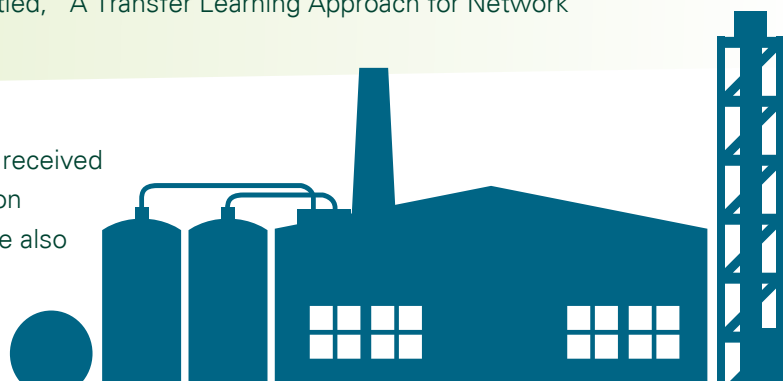 tled, "A Transfer Learning Approach for Network
received
on
e also